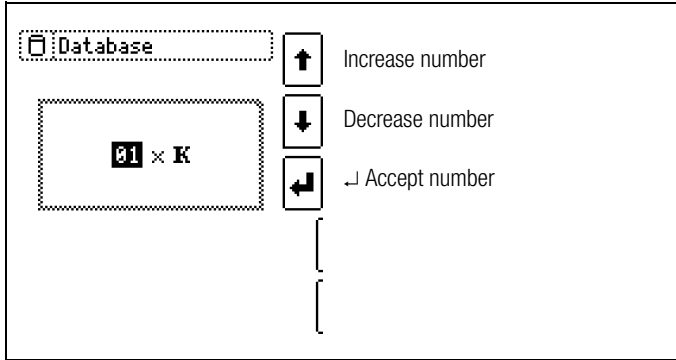 Database
Increase number
Decrease number
01 × K
↵ Accept number